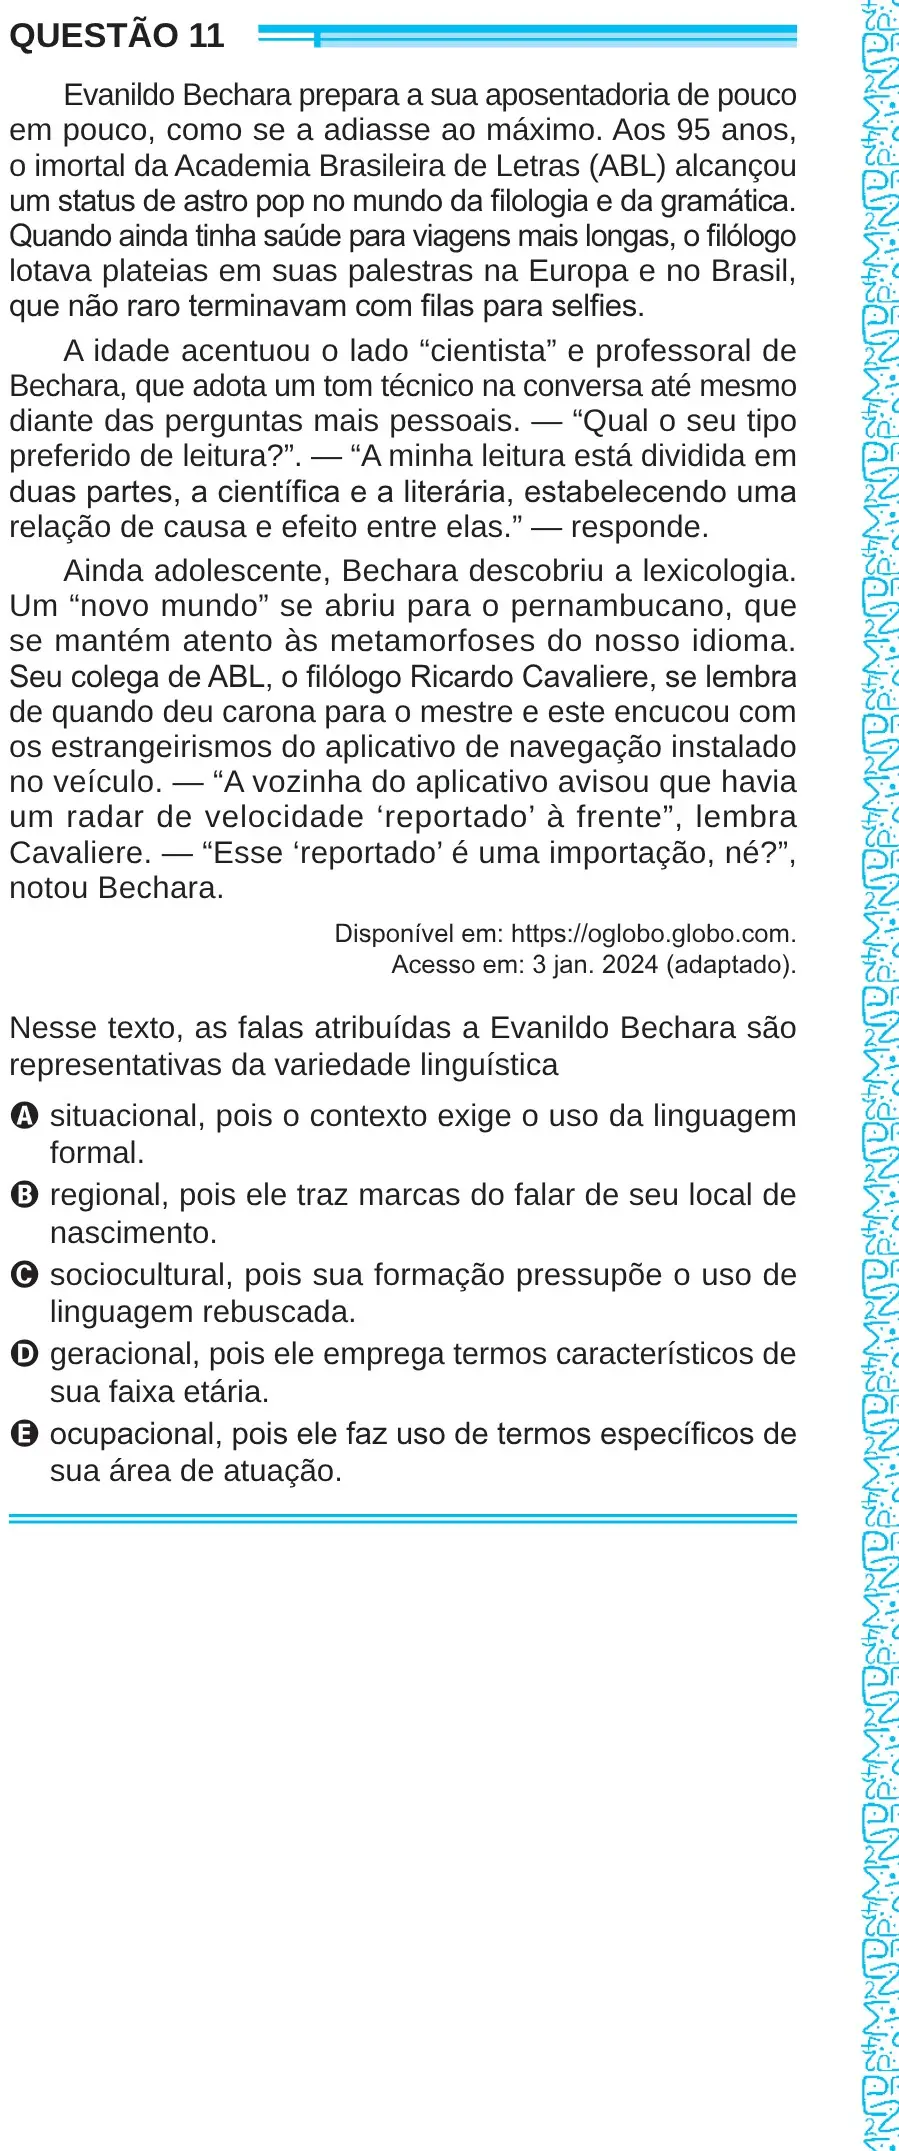 QUESTÃO 11
Evanildo Bechara prepara a sua aposentadoria de pouco
em pouco, como se a adiasse ao máximo. Aos 95 anos,
o imortal da Academia Brasileira de Letras (ABL) alcançou
um status de astro pop no mundo da filologia e da gramática.
Quando ainda tinha saúde para viagens mais longas, o filólogo
lotava plateias em suas palestras na Europa e no Brasil,
que não raro terminavam com filas para selfies.
A idade acentuou o lado “cientista” e professoral de
Bechara, que adota um tom técnico na conversa até mesmo
diante das perguntas mais pessoais. — “Qual o seu tipo
preferido de leitura?”. — “A minha leitura está dividida em
duas partes, a científica e a literária, estabelecendo uma
relação de causa e efeito entre elas.” — responde.
Ainda adolescente, Bechara descobriu a lexicologia.
Um “novo mundo” se abriu para o pernambucano, que
se mantém atento às metamorfoses do nosso idioma.
Seu colega de ABL, o filólogo Ricardo Cavaliere, se lembra
de quando deu carona para o mestre e este encucou com
os estrangeirismos do aplicativo de navegação instalado
no veículo. — “A vozinha do aplicativo avisou que havia
um radar de velocidade ‘reportado’ à frente”, lembra
Cavaliere. — “Esse ‘reportado’ é uma importação, né?”,
notou Bechara.
Disponível em: https://oglobo.globo.com.
Acesso em: 3 jan. 2024 (adaptado).
Nesse texto, as falas atribuídas a Evanildo Bechara são
representativas da variedade linguística
A situacional, pois o contexto exige o uso da linguagem
formal.
B regional, pois ele traz marcas do falar de seu local de
nascimento.
C sociocultural, pois sua formação pressupõe o uso de
linguagem rebuscada.
D geracional, pois ele emprega termos característicos de
sua faixa etária.
E ocupacional, pois ele faz uso de termos específicos de
sua área de atuação.